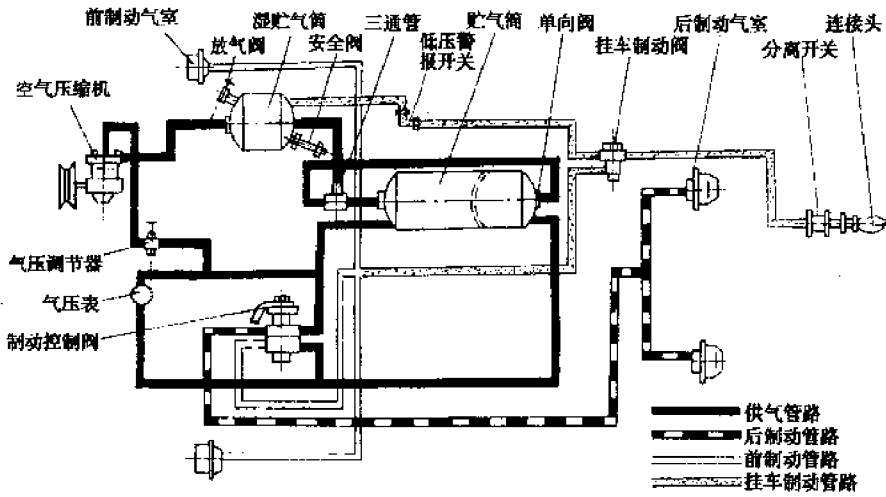 前制动气室
湿贮气筒
三通管
贮气筒
单向阀
后制动气室
连接头
放气阀
安全阀
低压警
报开关
挂车制动阀
分离开关
空气压缩机
气压调节器
气压表
制动控制阀
供气管路
后制动管路
前制动管路
挂车制动管路